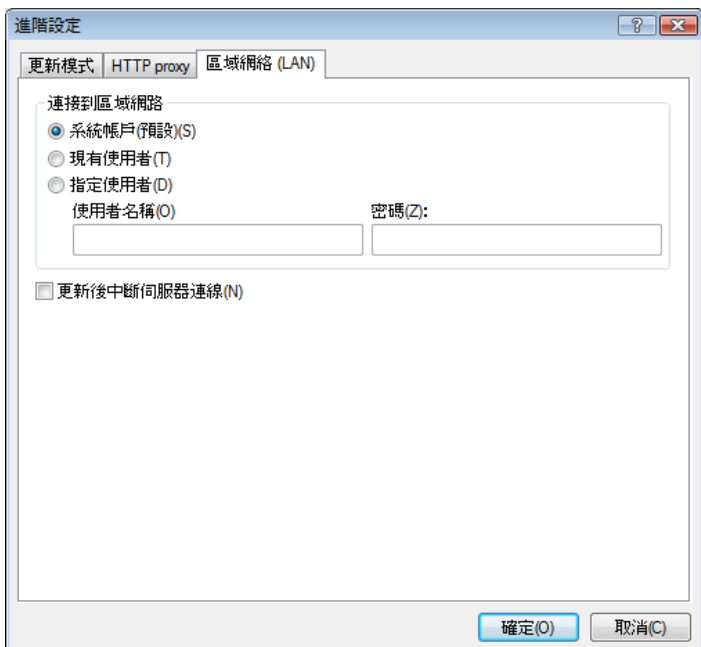 進階設定
更新模式 HTTP proxy 區域網絡 (LAN)
連接到區域網路
系統帳戶(預設)(S)
現有使用者(T)
指定使用者(D)
使用者名稱(O) 密碼(Z):
更新後中斷伺服器連線(N)
確定(O) 取消(C)